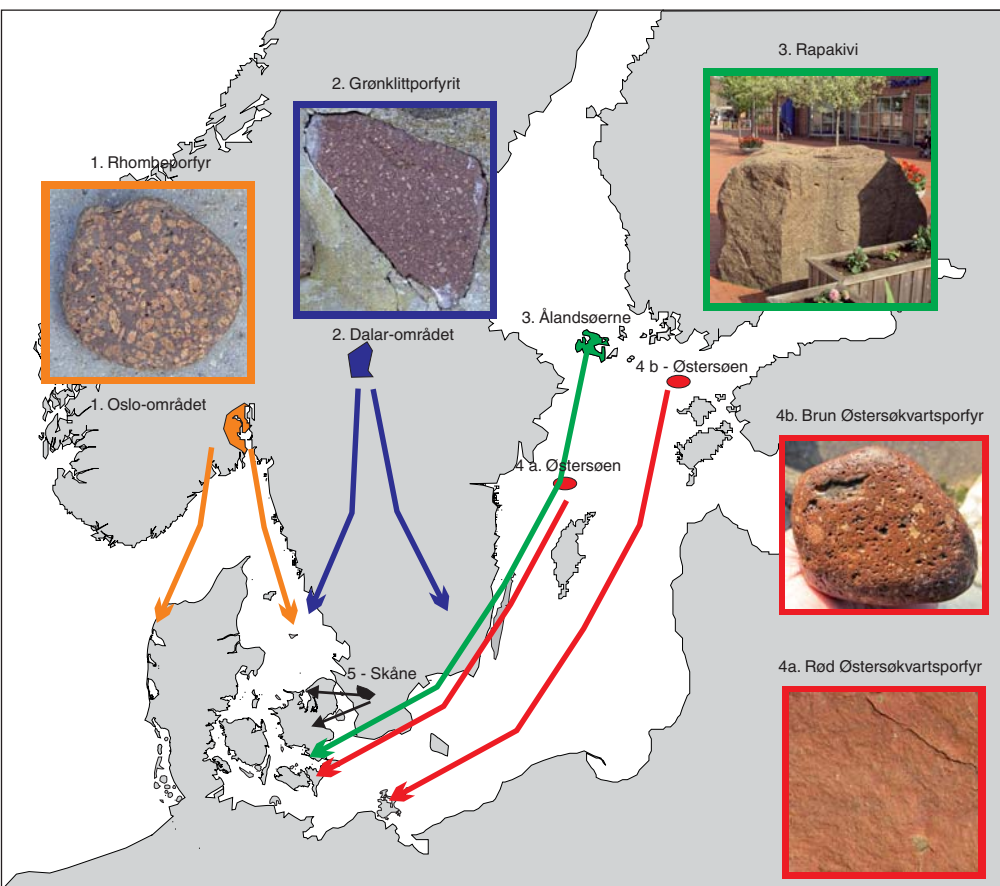 3. Rapakivi
2. Grønklittporfyrit
1. Rhombeporfyr
3. Ålandsøerne
2. Dalar-området
4 b - Østersøen
1. Oslo-området
4b. Brun Østersøkvartsporfyr
4 a. Østersøen
5 - Skåne
4a. Rød Østersøkvartsporfyr